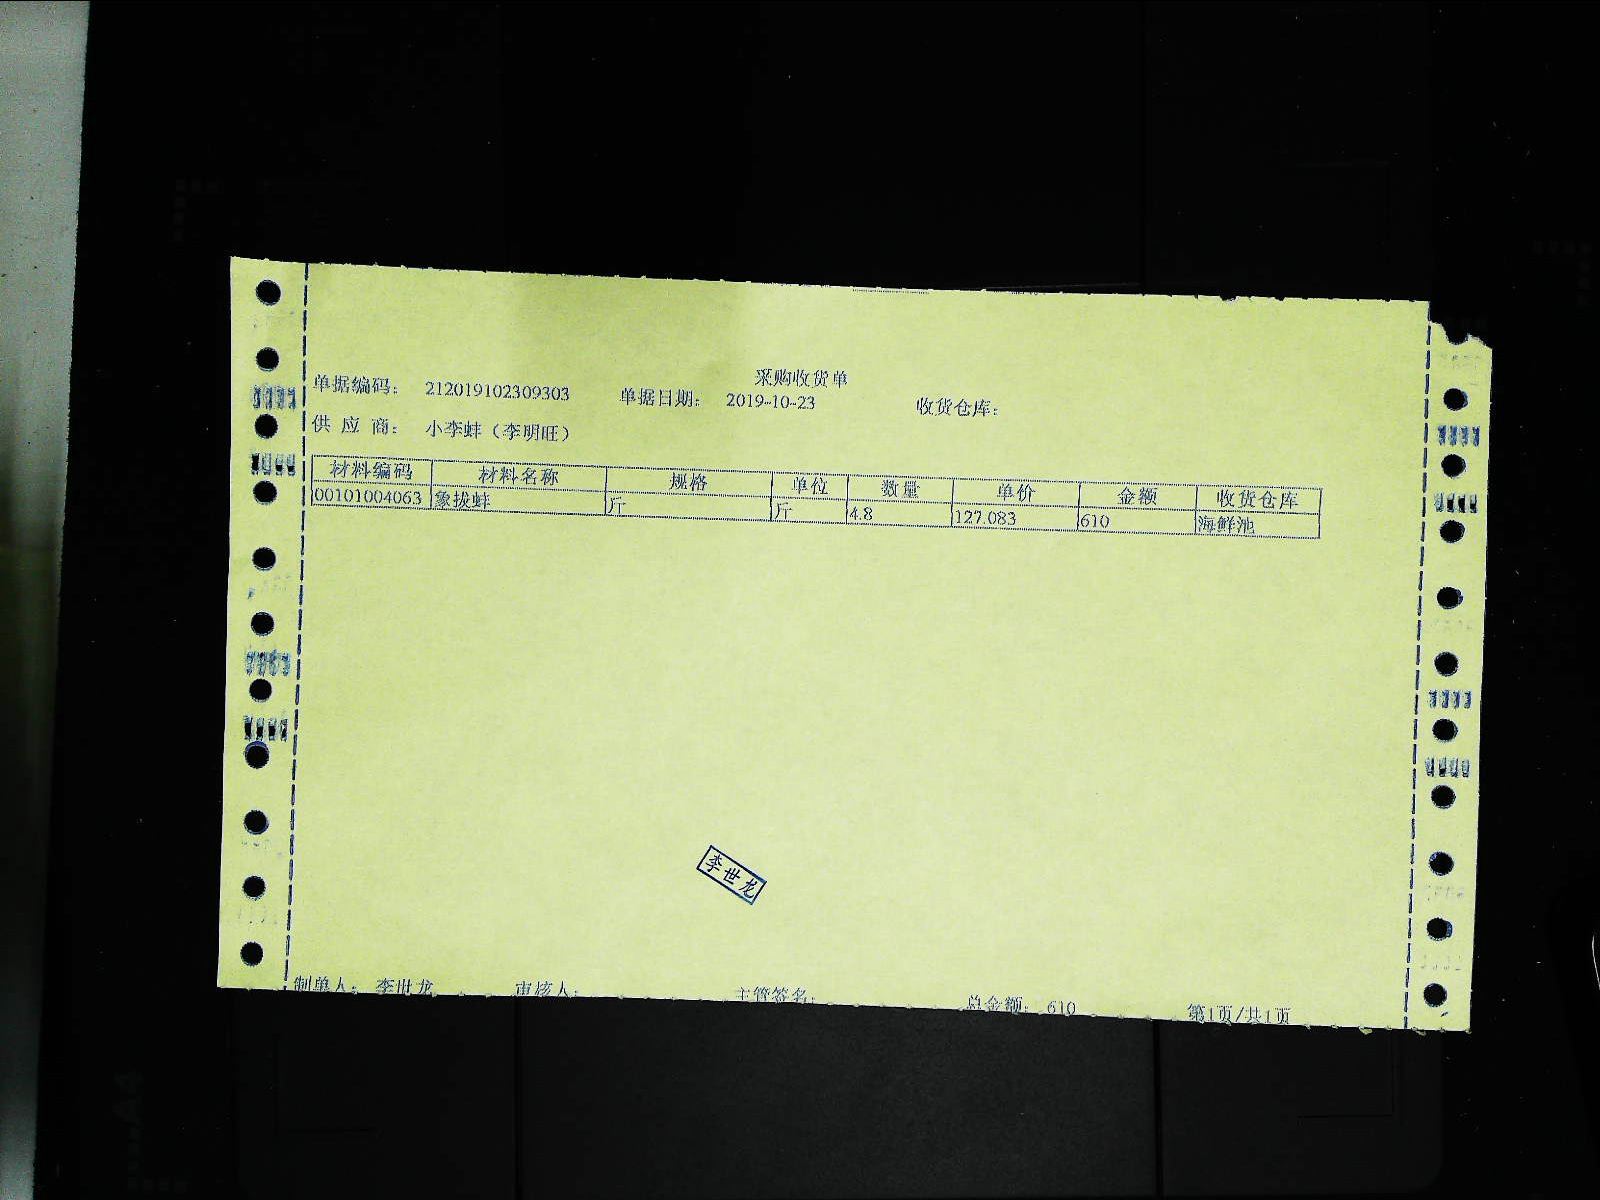 采购收货单
单据编码： 212019102309303 单据日期： 2019-10-23 收货仓库：
供 应 商： 小李蚌（李明旺）
材料编码 材料名称 规格 单位 数量 单价 金额 收货仓库
00101004063 象拔蚌 斤 斤 4.8 127.083 610 海鲜池
李世龙
制单人： 李世龙 审核人： 主管签名： 总金额： 610 第1页/共1页